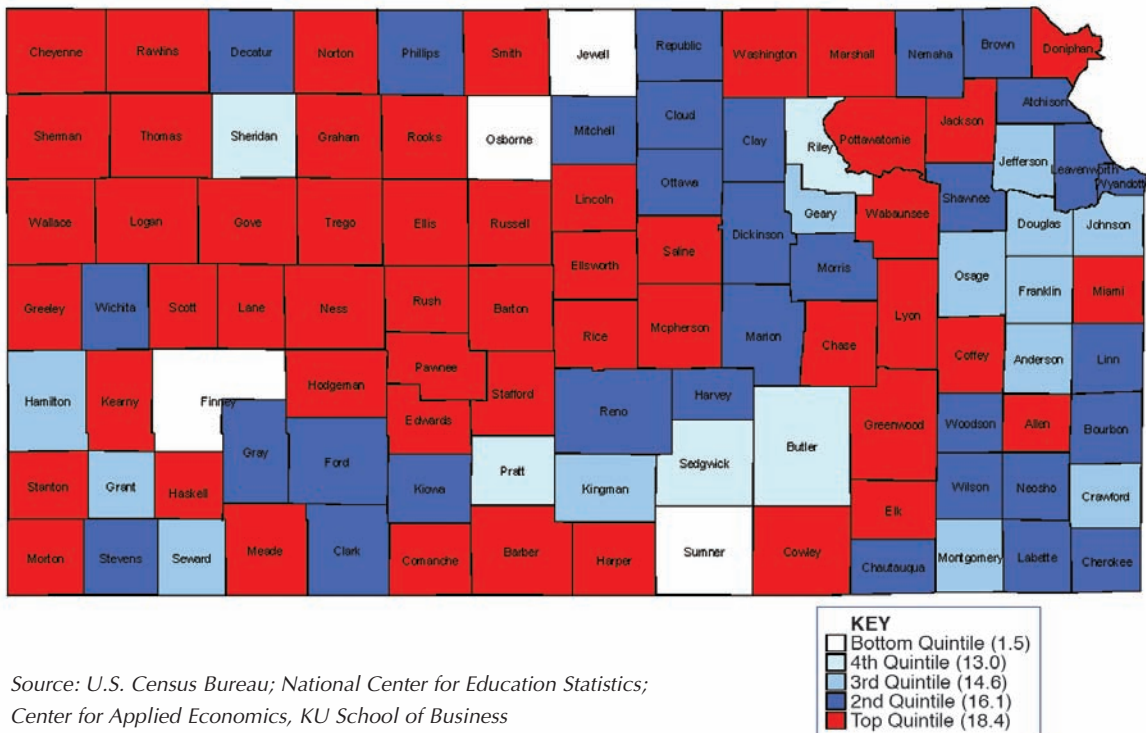 Cheyenne Rawlins Decatur Norton Phillips Smith Jewell Republic Washington Marshall Nemaha Brown Doniphan
Sherman Thomas Sheridan Graham Rooks Osborne Mitchell Cloud Clay Riley Pottawatomie Jackson Atchison
Jefferson Leavenworth Wyandott
Wallace Logan Gove Trego Ellis Russell Lincoln Ottawa Dickinson Geary Wabaunsee Shawnee Douglas Johnson
Ellsworth Saline Morris Osage
Greeley Wichita Scott Lane Ness Rush Barton Rice Mcpherson Marion Chase Lyon Franklin Miami
Hamilton Kearny Finney Hodgeman Pawnee Stafford Coffey Anderson Linn
Edwards Reno Harvey Butler Greenwood Woodson Allen Bourbon
Gray Ford Pratt Sedgwick
Stanton Grant Haskell Kiowa Kingman Elk Wilson Neosho Crawford
Morton Stevens Seward Meade Clark Comanche Barber Harper Sumner Cowley Chautauqua Montgomery Labette Cherokee
KEY
Bottom Quintile (1.5)
4th Quintile (13.0)
3rd Quintile (14.6)
2nd Quintile (16.1)
Top Quintile (18.4)
Source: U.S. Census Bureau; National Center for Education Statistics;
Center for Applied Economics, KU School of Business